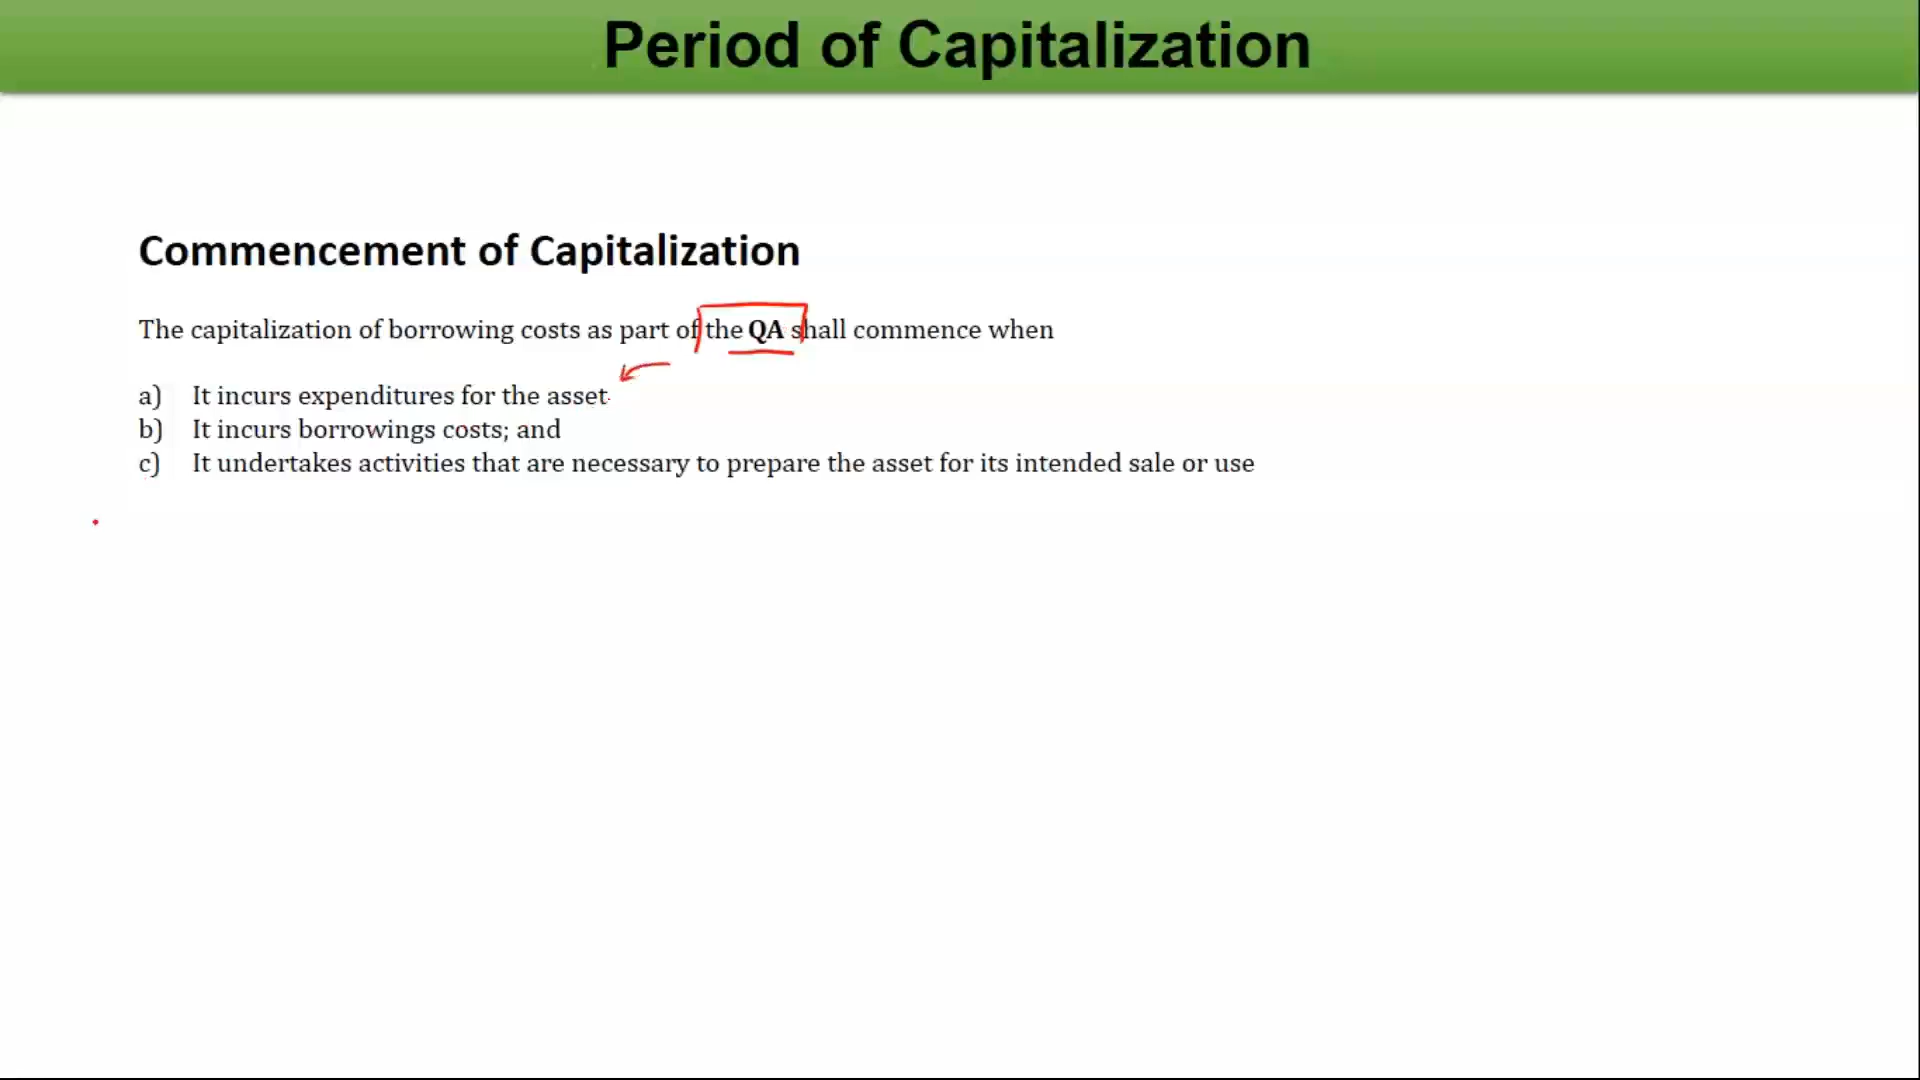 Period of Capitalization
Commencement of Capitalization
The capitalization of borrowing costs as part of the QA shall commence when
a) It incurs expenditures for the asset
b) It incurs borrowings costs; and
c) It undertakes activities that are necessary to prepare the asset for its intended sale or use